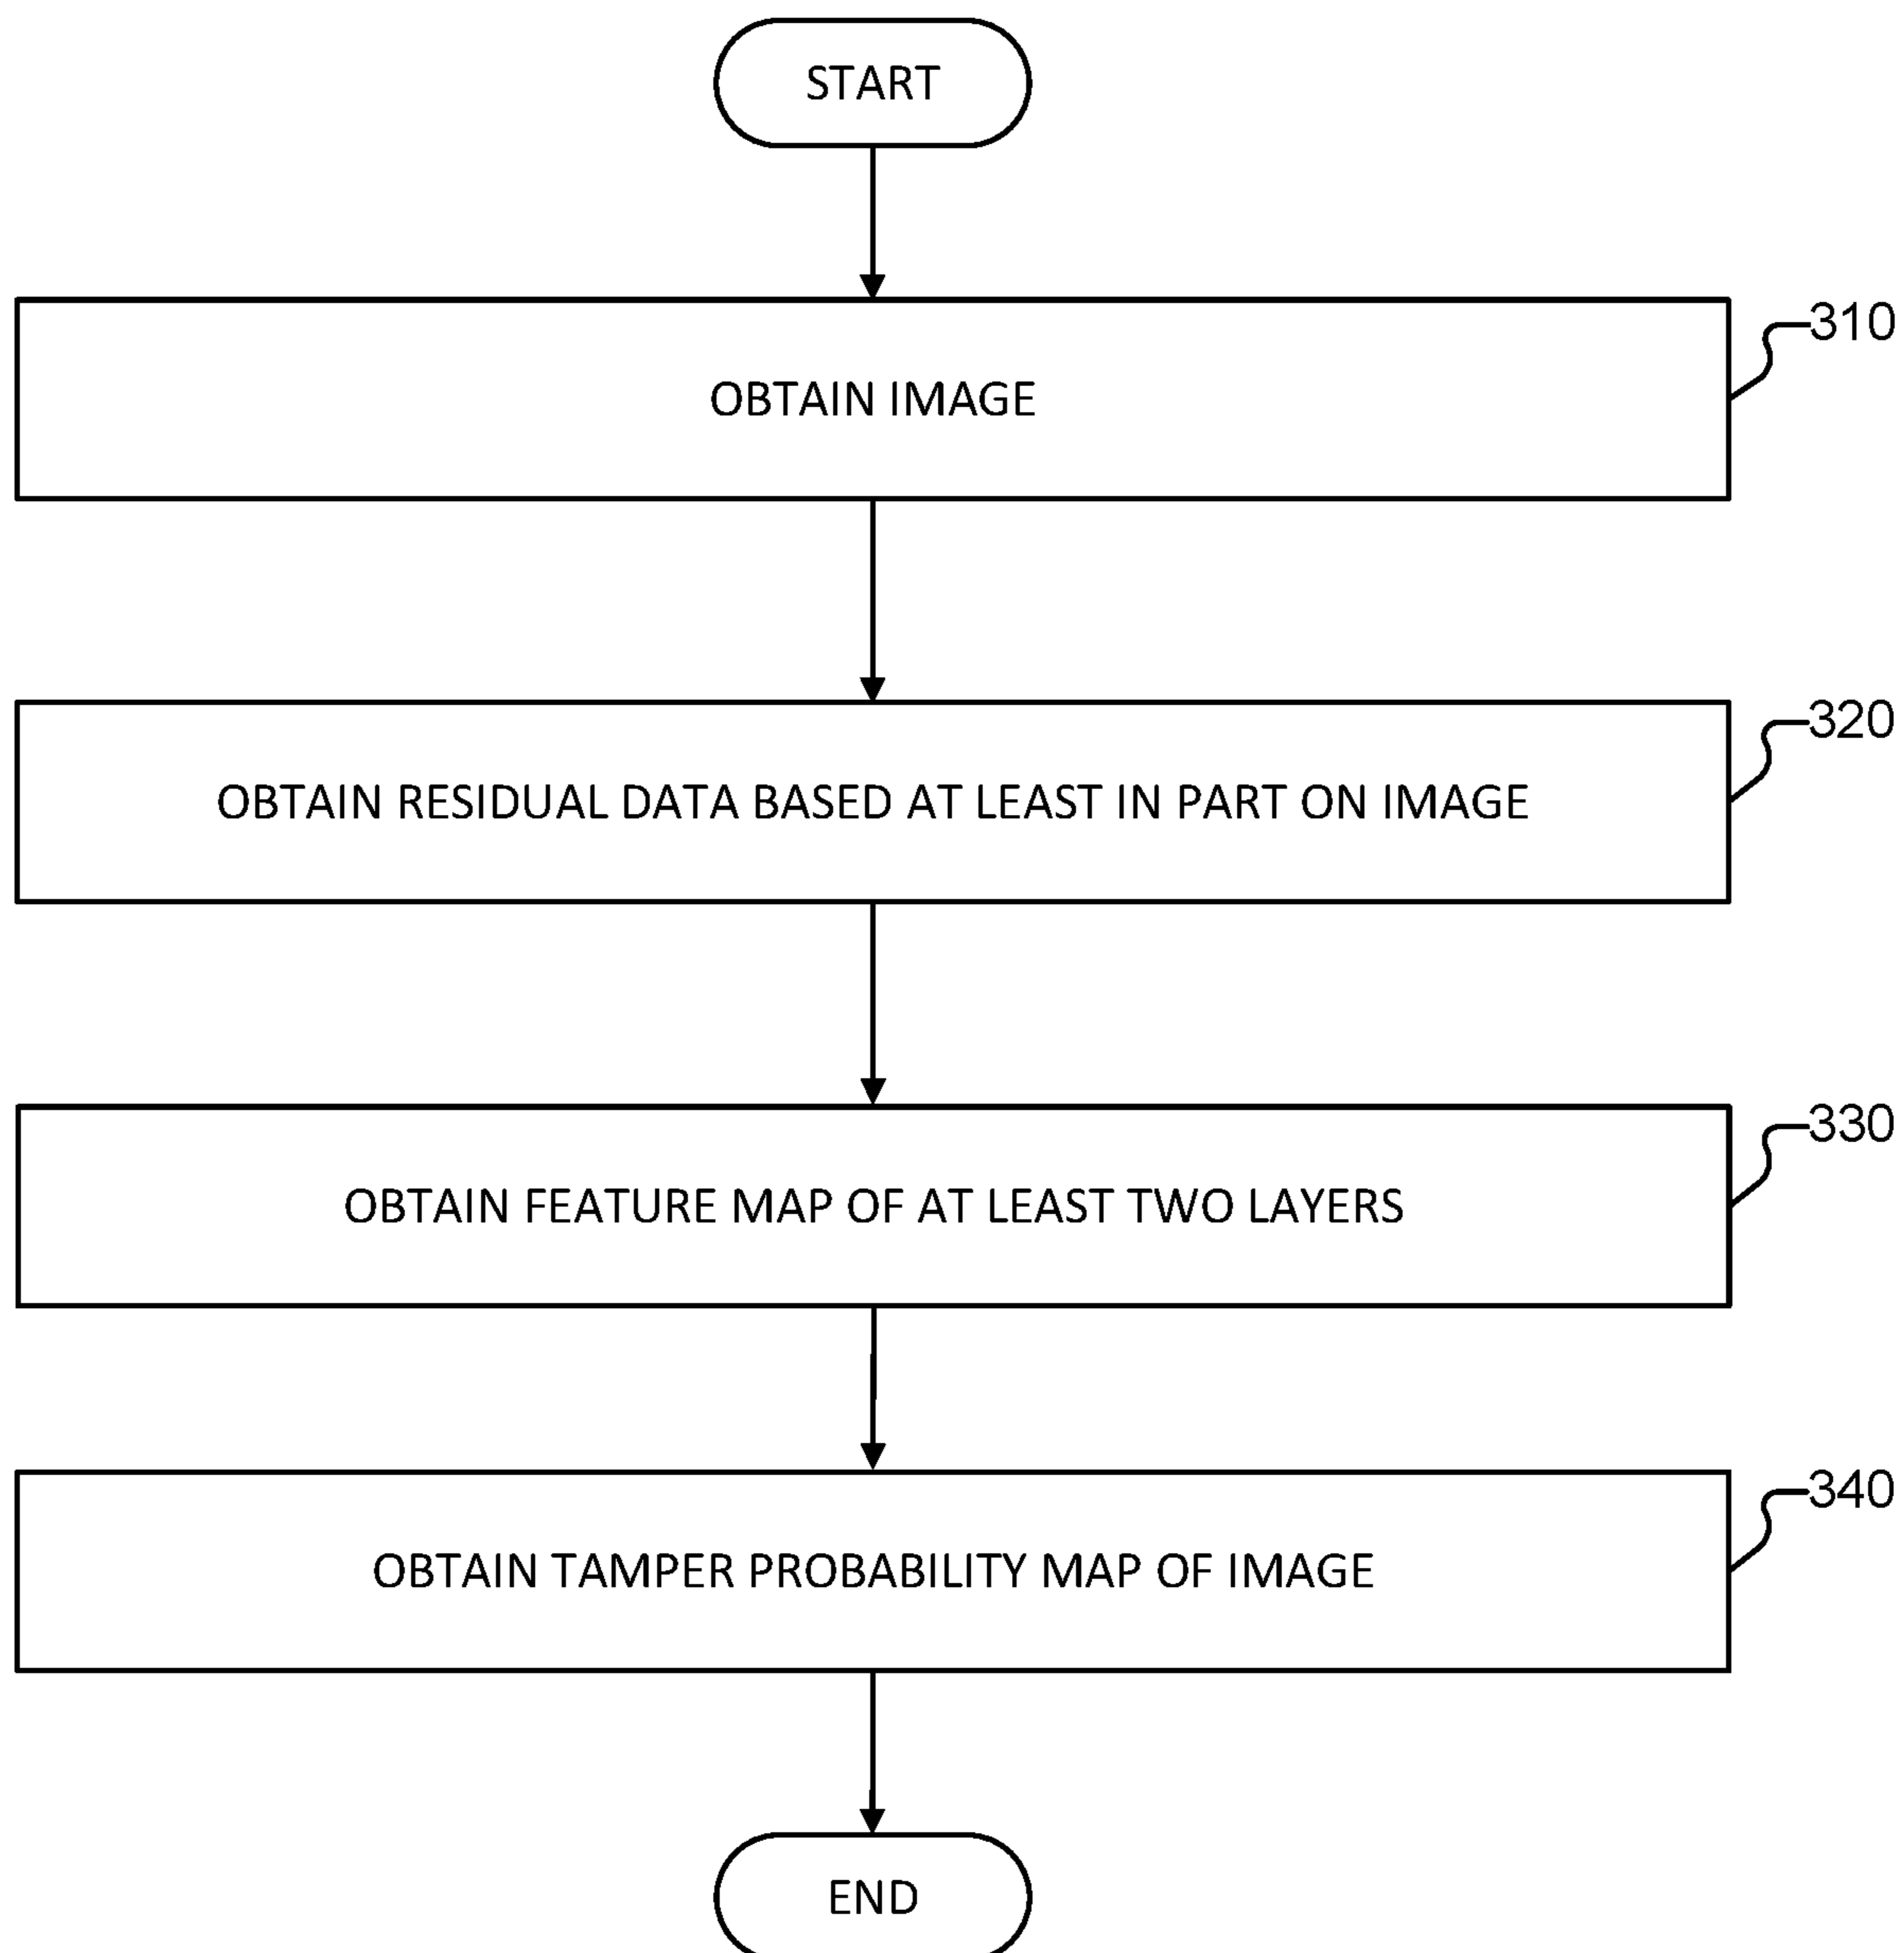 START
310
OBTAIN IMAGE
320
OBTAIN RESIDUAL DATA BASED AT LEAST IN PART ON IMAGE
330
OBTAIN FEATURE MAP OF AT LEAST TWO LAYERS
340
OBTAIN TAMPER PROBABILITY MAP OF IMAGE
END